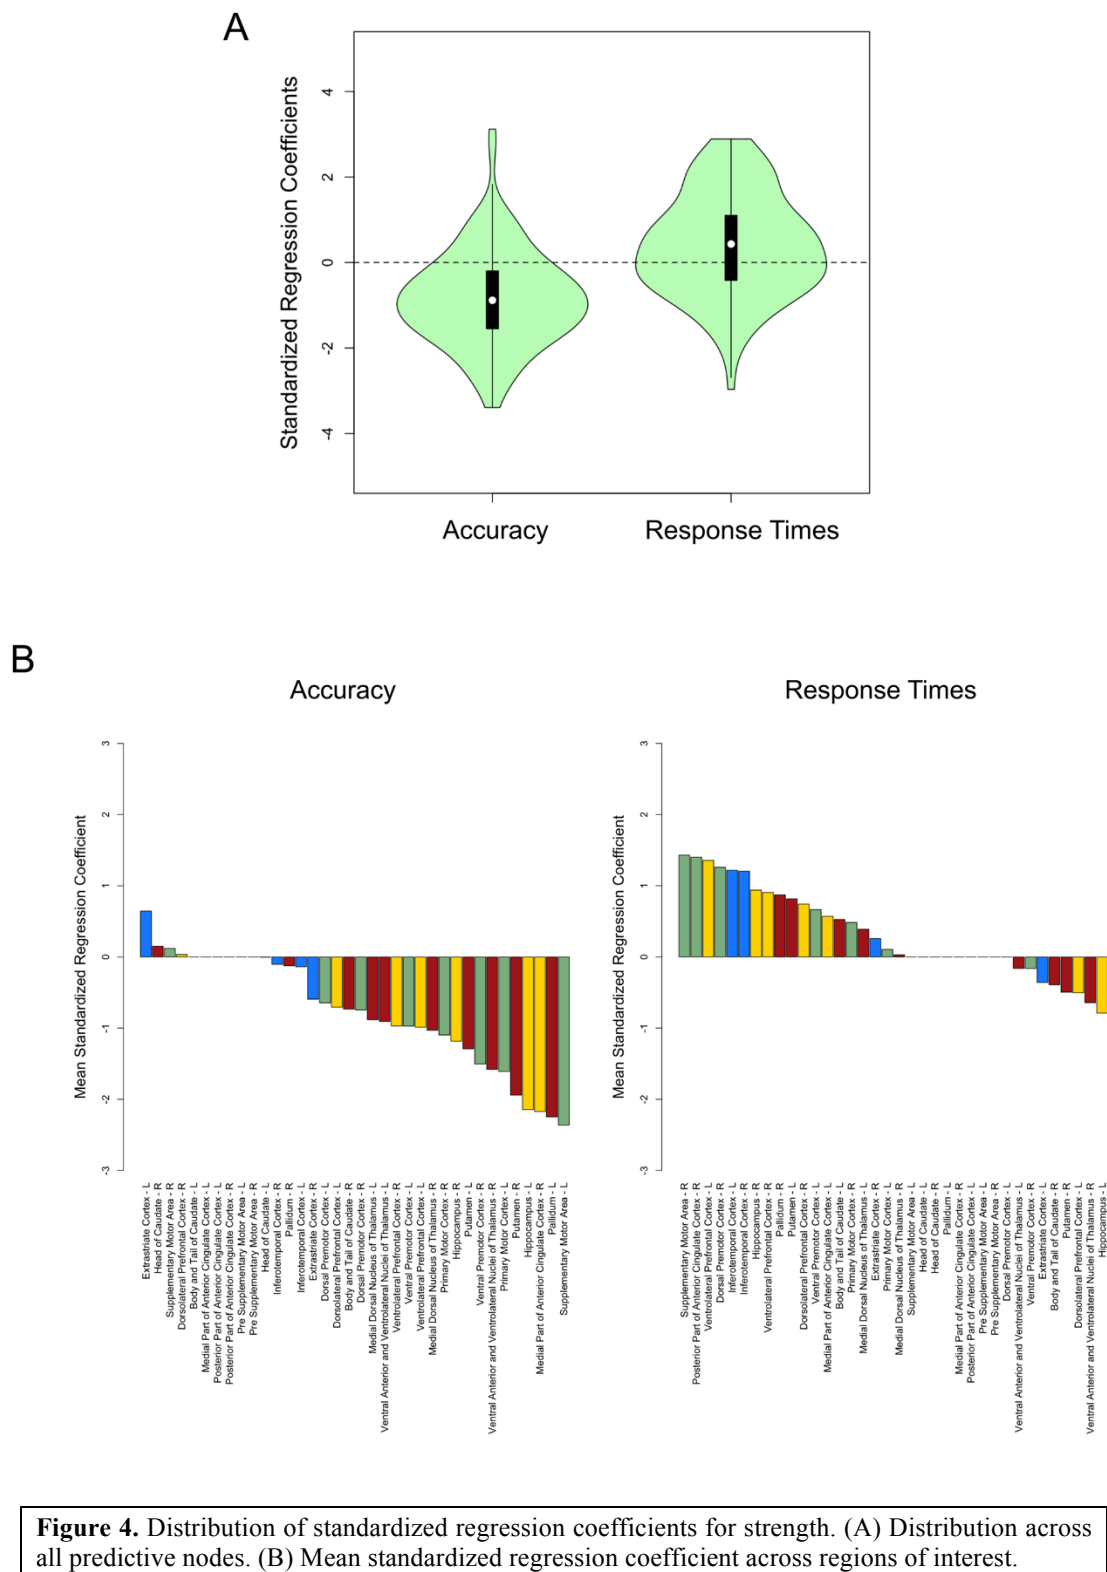 A
Standardized Regression Coefficients
4
2
0
-2
-4
Accuracy
Response Times
B
Accuracy
Mean Standardized Regression Coefficient
3
2
1
0
-1
-2
-3
Extrastriate Cortex - L
Head of Caudate - R
Supplementary Motor Area - R
Dorsolateral Prefrontal Cortex - R
Body and Tail of Caudate - L
Medial Part of Anterior Cingulate Cortex - L
Posterior Part of Anterior Cingulate Cortex - L
Posterior Part of Anterior Cingulate Cortex - R
Pre Supplementary Motor Area - L
Pre Supplementary Motor Area - R
Head of Caudate - L
Inferotemporal Cortex - R
Pallidum - R
Inferotemporal Cortex - L
Extrastriate Cortex - R
Dorsal Premotor Cortex - L
Dorsolateral Prefrontal Cortex - L
Body and Tail of Caudate - R
Dorsal Premotor Cortex - R
Medial Dorsal Nucleus of Thalamus - L
Ventral Anterior and Ventrolateral Nuclei of Thalamus - L
Ventrolateral Prefrontal Cortex - R
Ventral Premotor Cortex - L
Ventrolateral Prefrontal Cortex - L
Medial Dorsal Nucleus of Thalamus - R
Primary Motor Cortex - R
Hippocampus - R
Putamen - L
Ventral Premotor Cortex - R
Ventral Anterior and Ventrolateral Nuclei of Thalamus - R
Primary Motor Cortex - L
Putamen - R
Hippocampus - L
Medial Part of Anterior Cingulate Cortex - R
Pallidum - L
Supplementary Motor Area - L
Response Times
Mean Standardized Regression Coefficient
3
2
1
0
-1
-2
-3
Supplementary Motor Area - R
Posterior Part of Anterior Cingulate Cortex - R
Ventrolateral Prefrontal Cortex - L
Dorsal Premotor Cortex - R
Inferotemporal Cortex - L
Inferotemporal Cortex - R
Hippocampus - R
Ventrolateral Prefrontal Cortex - R
Pallidum - R
Putamen - L
Dorsolateral Prefrontal Cortex - R
Ventral Premotor Cortex - L
Medial Part of Anterior Cingulate Cortex - L
Body and Tail of Caudate - L
Primary Motor Cortex - R
Medial Dorsal Nucleus of Thalamus - L
Extrastriate Cortex - R
Primary Motor Cortex - L
Medial Dorsal Nucleus of Thalamus - R
Supplementary Motor Area - L
Head of Caudate - L
Head of Caudate - R
Pallidum - L
Medial Part of Anterior Cingulate Cortex - R
Posterior Part of Anterior Cingulate Cortex - L
Pre Supplementary Motor Area - L
Pre Supplementary Motor Area - R
Dorsal Premotor Cortex - L
Ventral Anterior and Ventrolateral Nuclei of Thalamus - L
Ventral Premotor Cortex - R
Extrastriate Cortex - L
Body and Tail of Caudate - R
Putamen - R
Dorsolateral Prefrontal Cortex - L
Ventral Anterior and Ventrolateral Nuclei of Thalamus - R
Hippocampus - L
Figure 4. Distribution of standardized regression coefficients for strength. (A) Distribution across
all predictive nodes. (B) Mean standardized regression coefficient across regions of interest.